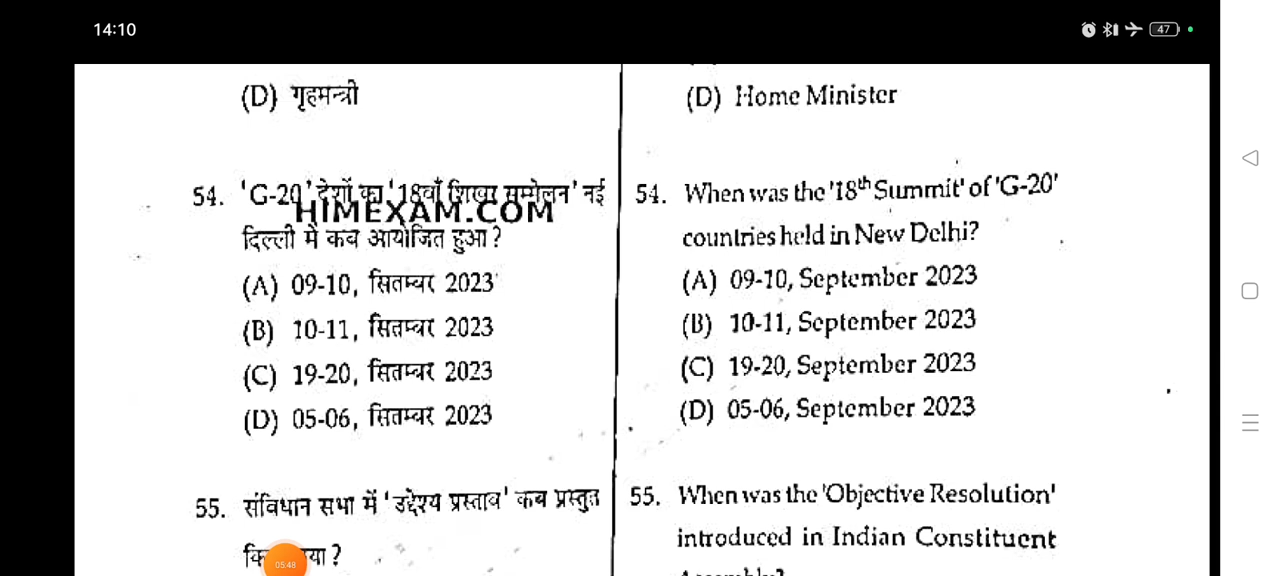 14:10
47
(D) गृहमन्त्री
54. 'G-20' देशों का '18वाँ शिखर सम्मेलन' नई
HIMEXAM.COM
दिल्ली में कब आयोजित हुआ ?
(A) 09-10, सितम्बर 2023
(B) 10-11, सितम्बर 2023
(C) 19-20, सितम्बर 2023
(D) 05-06, सितम्बर 2023
55. संविधान सभा में 'उद्देश्य प्रस्ताव' कब प्रस्तुत
05:48
(D) Home Minister
54. When was the '18th Summit' of 'G-20'
countries held in New Delhi?
(A) 09-10, September 2023
(B) 10-11, September 2023
(C) 19-20, September 2023
(D) 05-06, September 2023
55. When was the 'Objective Resolution'
introduced in Indian Constituent